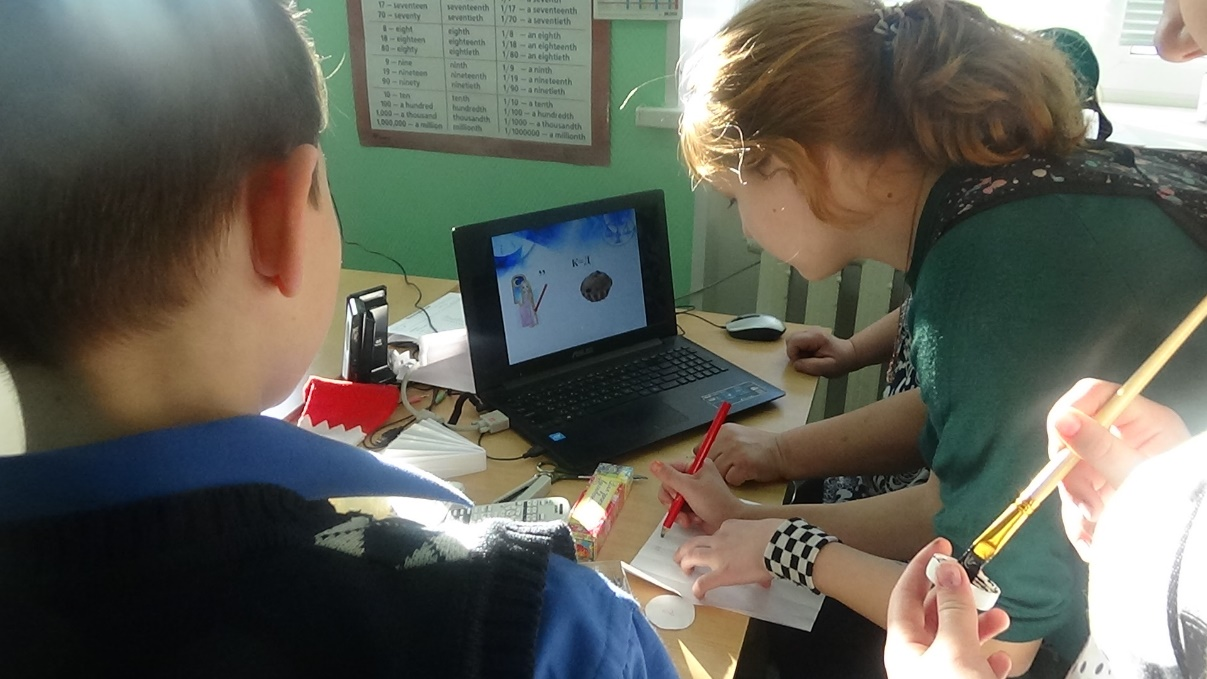 17 – seventeen seventeenth 1/17 – a seventeenth
70 – seventy seventieth 1/70 – a seventieth
8 – eight eighth 1/8 – an eighth
18 – eighteen eighteenth 1/18 – an eighteenth
80 – eighty eightieth 1/80 – an eightieth
9 – nine ninth 1/9 – a ninth
19 – nineteen nineteenth 1/19 – a nineteenth
90 – ninety ninetieth 1/90 – a ninetieth
10 – ten tenth 1/10 – a tenth
100 – a hundred hundredth 1/100 – a hundredth
1,000 – a thousand thousandth 1/1000 – a thousandth
1,000,000 – a million millionth 1/1000000 – a millionth
,,
К=Д
ASUS